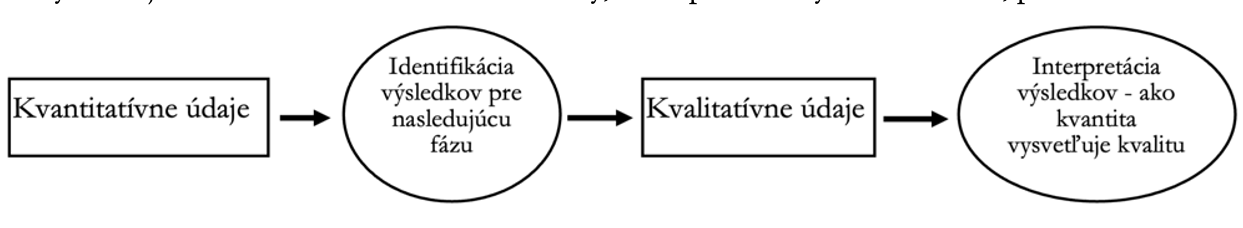 Kvantitatívne údaje
Identifikácia
výsledkov pre
nasledujúcu
fázu
Kvalitatívne údaje
Interpretácia
výsledkov - ako
kvantita
vysvetľuje kvalitu